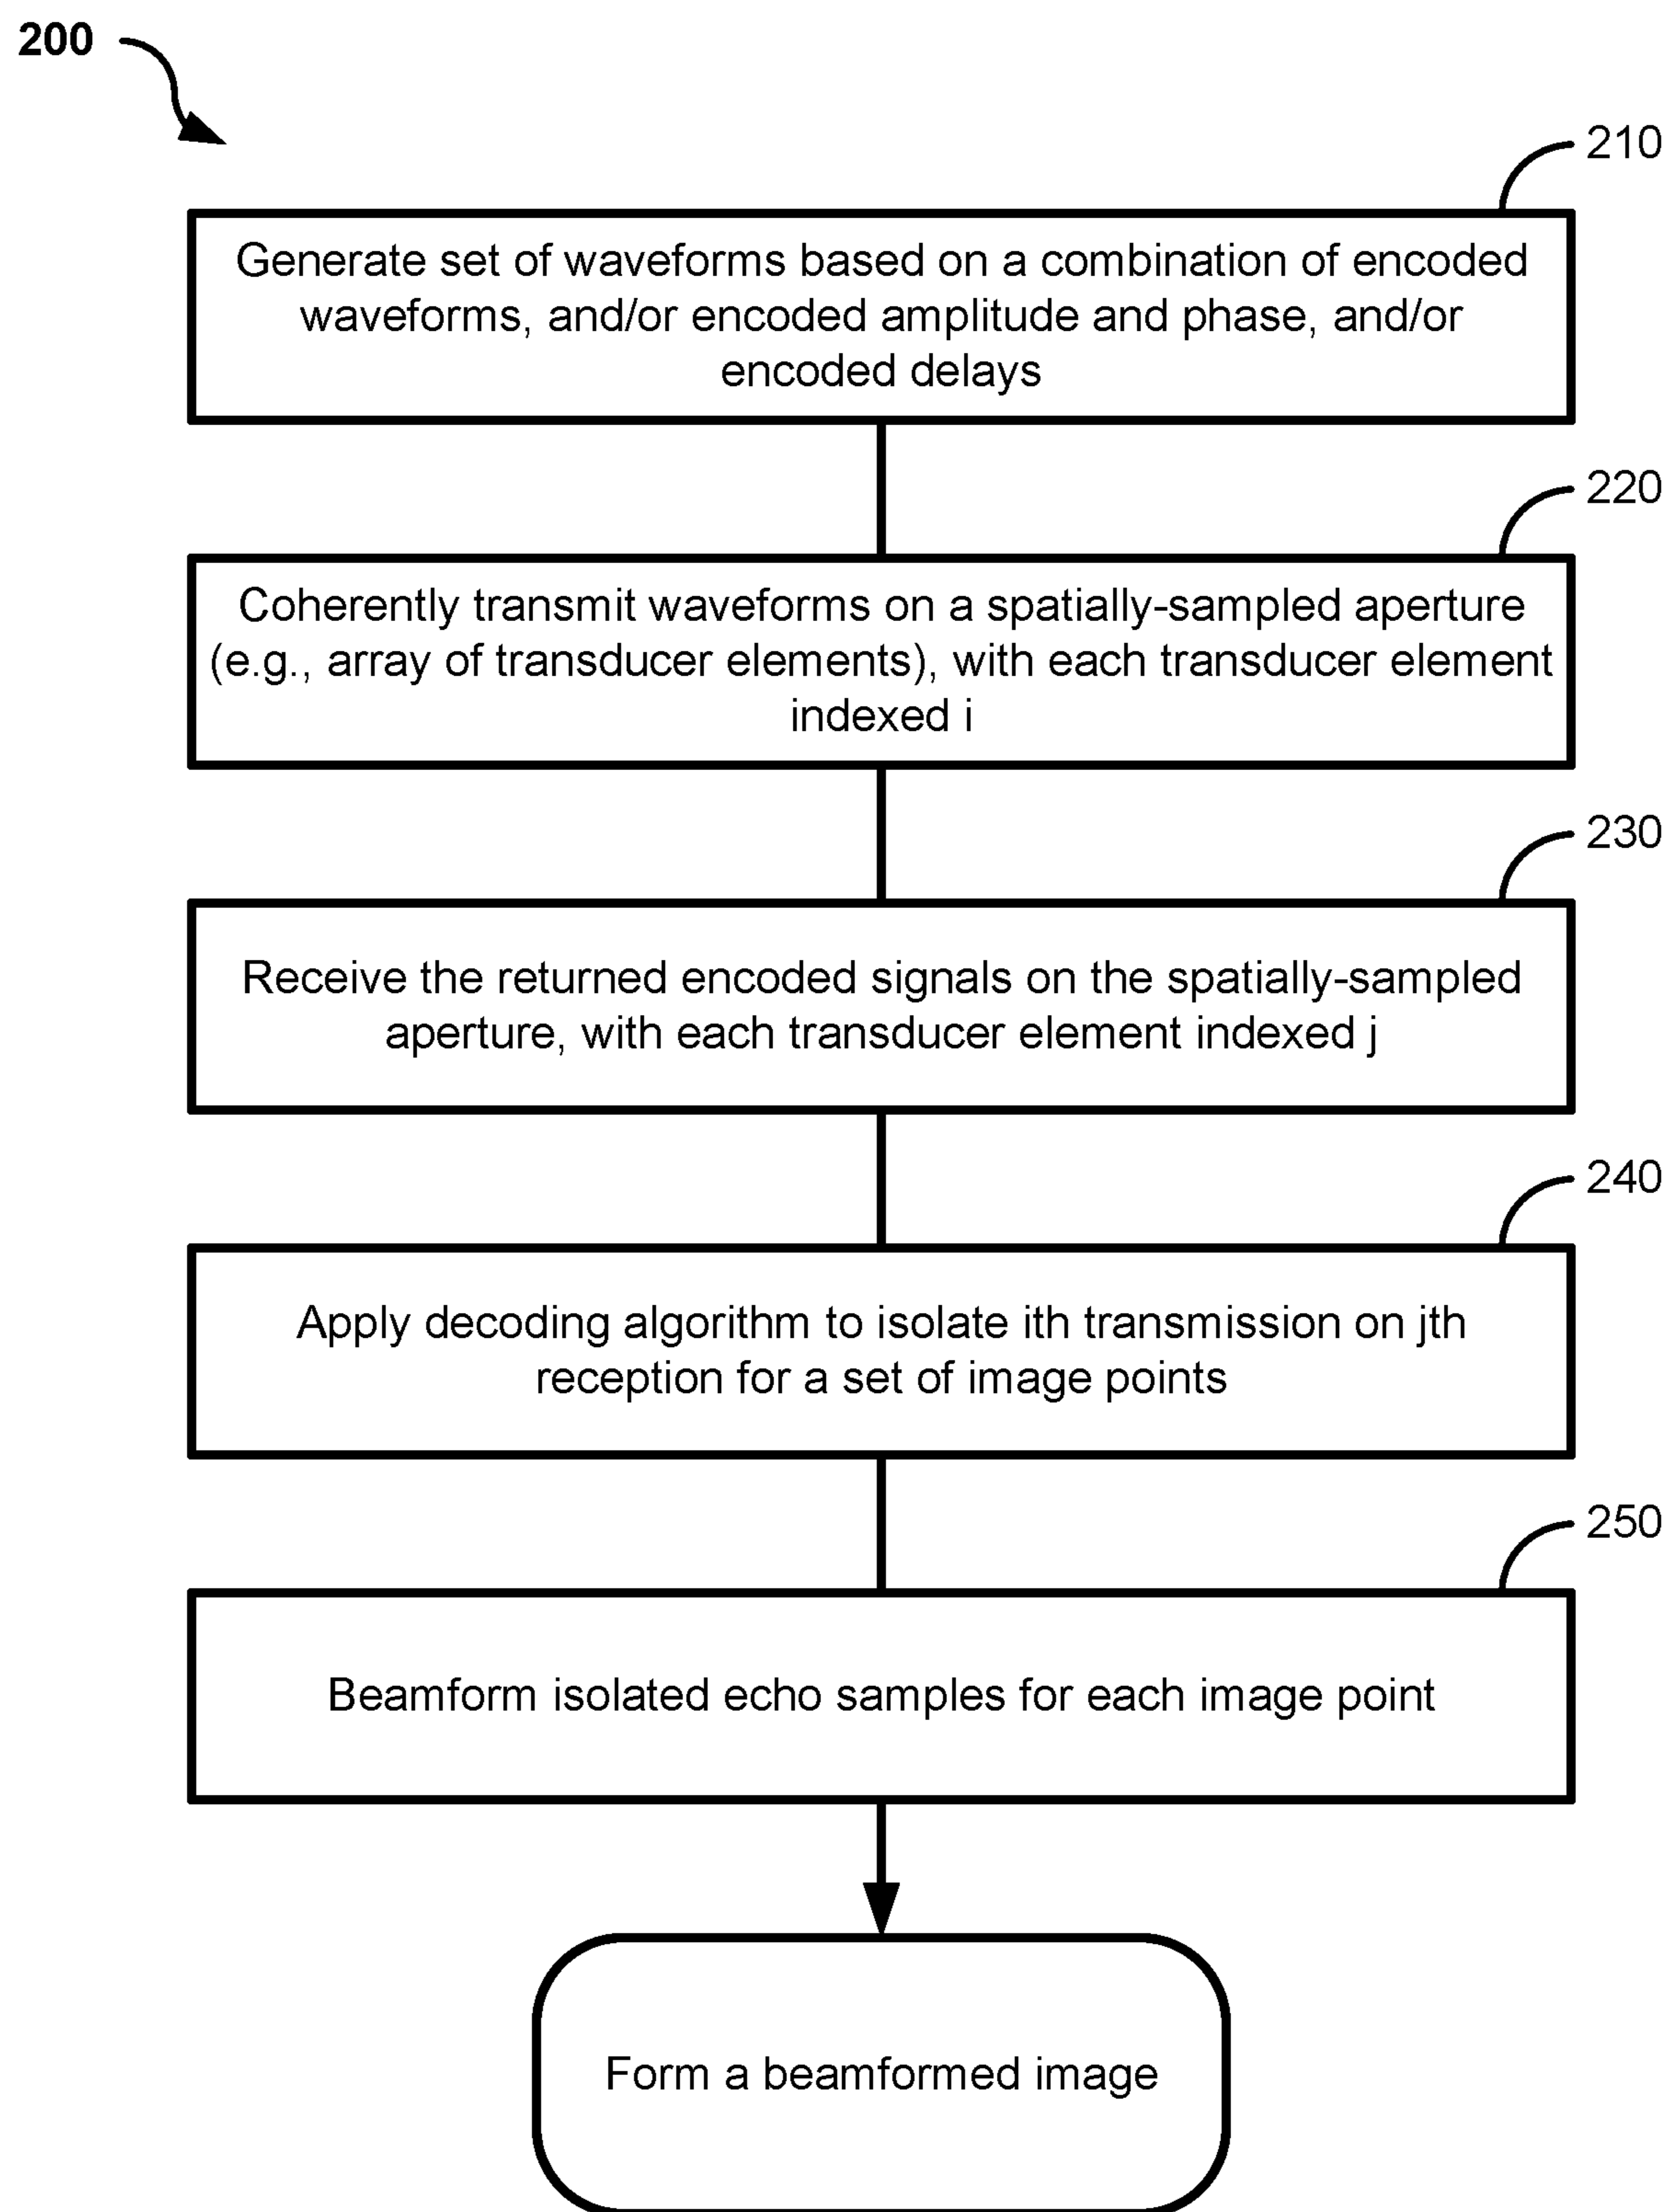 200
210
Generate set of waveforms based on a combination of encoded
waveforms, and/or encoded amplitude and phase, and/or
encoded delays
220
Coherently transmit waveforms on a spatially-sampled aperture
(e.g., array of transducer elements), with each transducer element
indexed i
230
Receive the returned encoded signals on the spatially-sampled
aperture, with each transducer element indexed j
240
Apply decoding algorithm to isolate ith transmission on jth
reception for a set of image points
250
Beamform isolated echo samples for each image point
Form a beamformed image